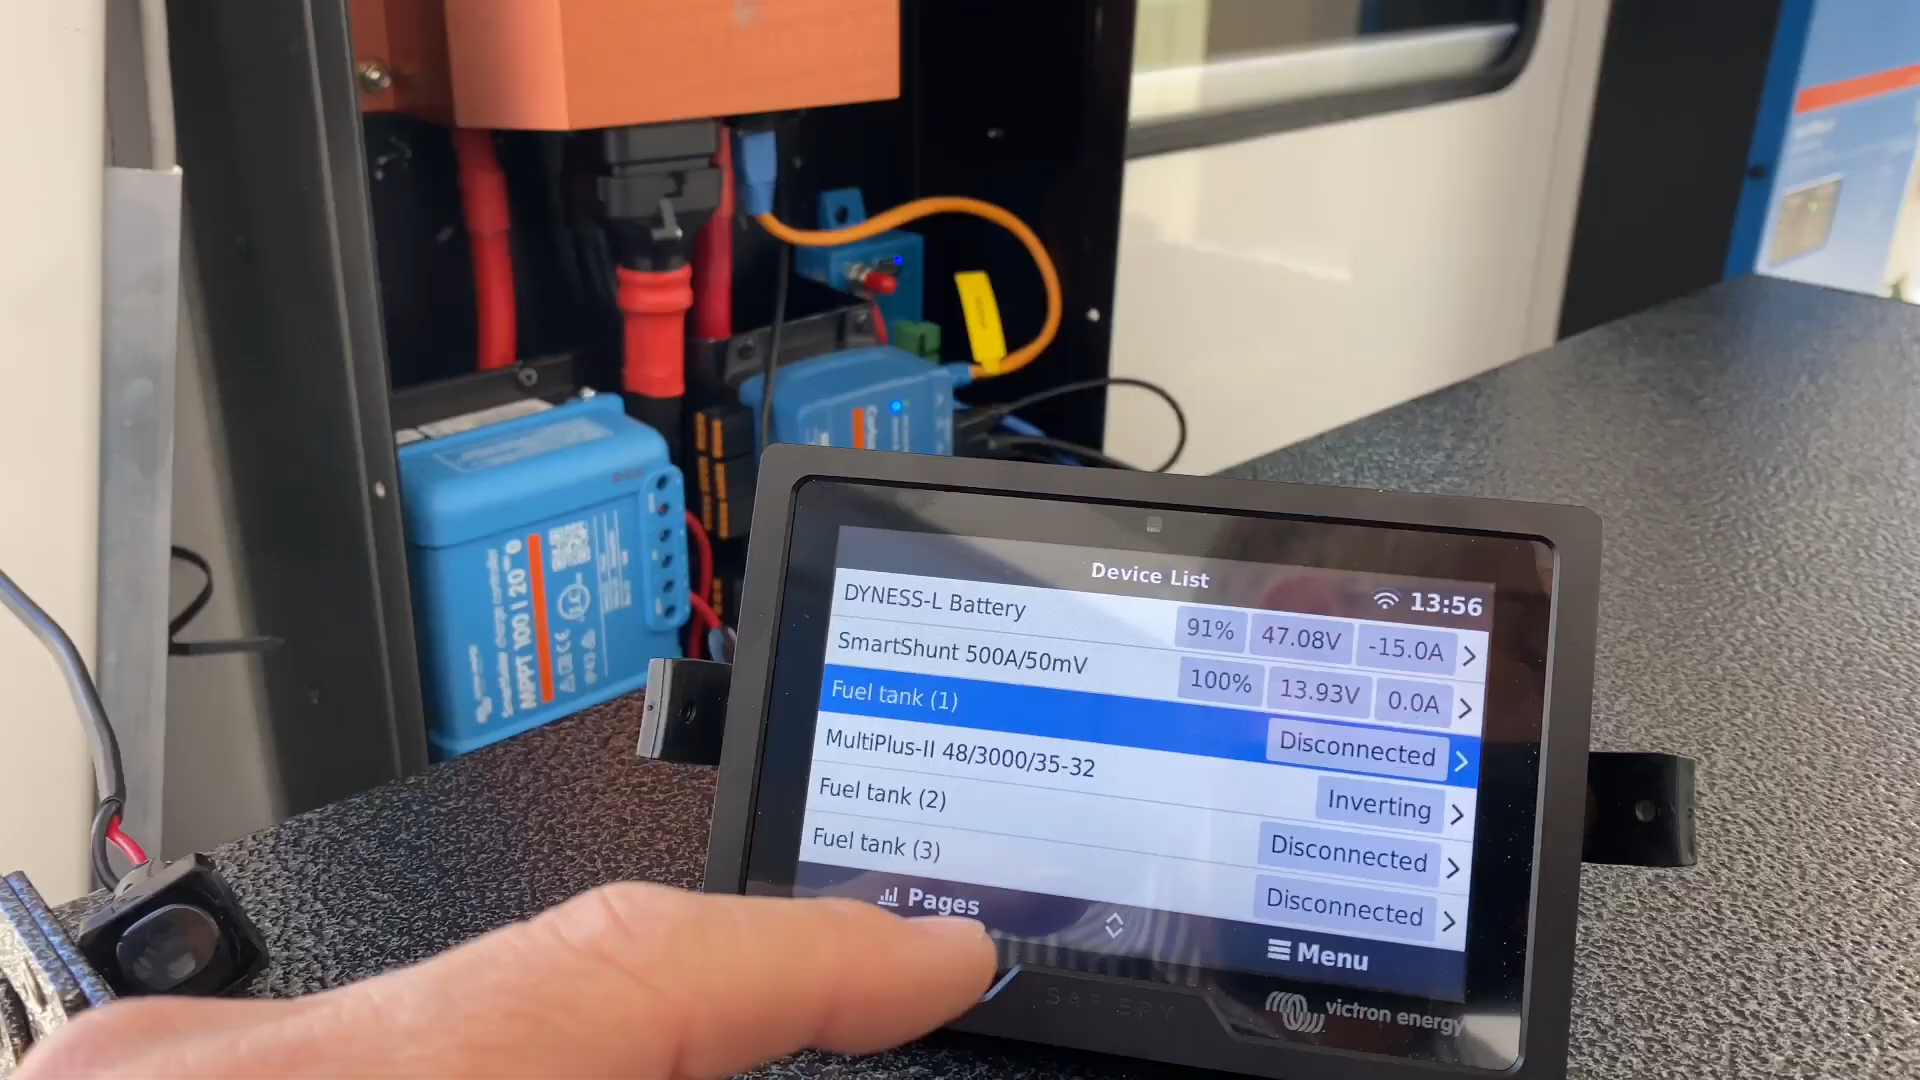 Device List
13:56
DYNESS-L Battery 91% 47.08V -15.0A
SmartShunt 500A/50mV 100% 13.93V 0.0A
Fuel tank (1) Disconnected
MultiPlus-II 48/3000/35-32 Inverting
Fuel tank (2) Disconnected
Fuel tank (3) Disconnected
Pages
Menu
victron energy
MPPT 100 | 20